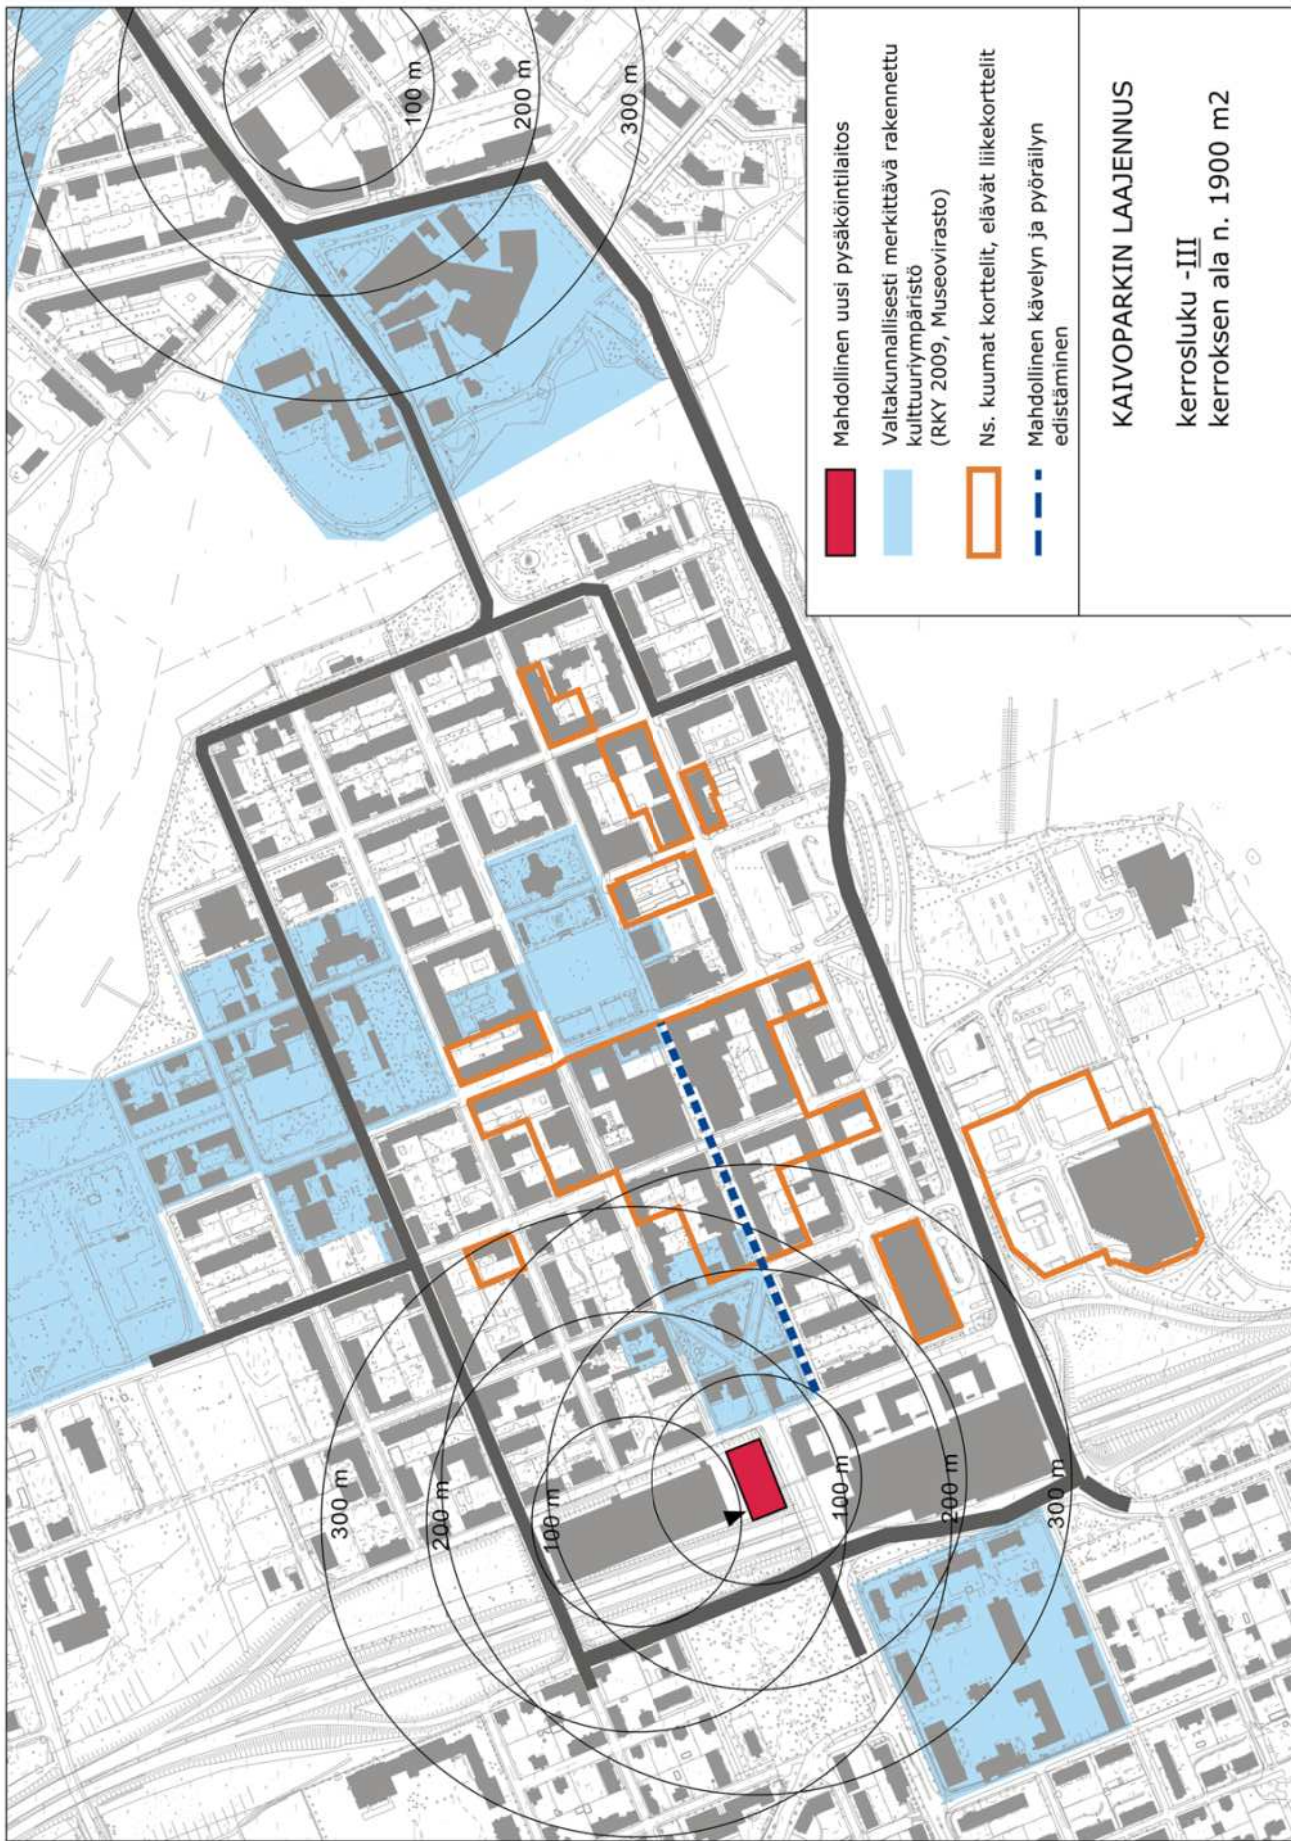 Mahdollinen uusi pysäköintilaitos
Valtakunnallisesti merkittävä rakennettu
kulttuuriympäristö
(RKY 2009, Museovirasto)
Ns. kuumat korttelit, elävät liikekorttelit
Mahdollinen kävelyn ja pyöräilyn
edistäminen
KAIVOPARKIN LAAJENNUS
kerrosluku -III
kerroksen ala n. 1900 m2
100 m
200 m
300 m
300 m
200 m
100 m
100 m
200 m
300 m